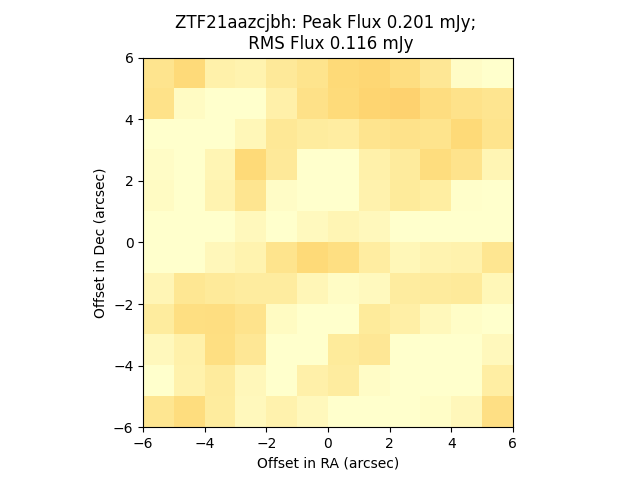 ZTF21aazcjbh: Peak Flux 0.201 mJy;
RMS Flux 0.116 mJy
6
4
2
0
−2
−4
−6
Offset in Dec (arcsec)
−6 −4 −2 0 2 4 6
Offset in RA (arcsec)